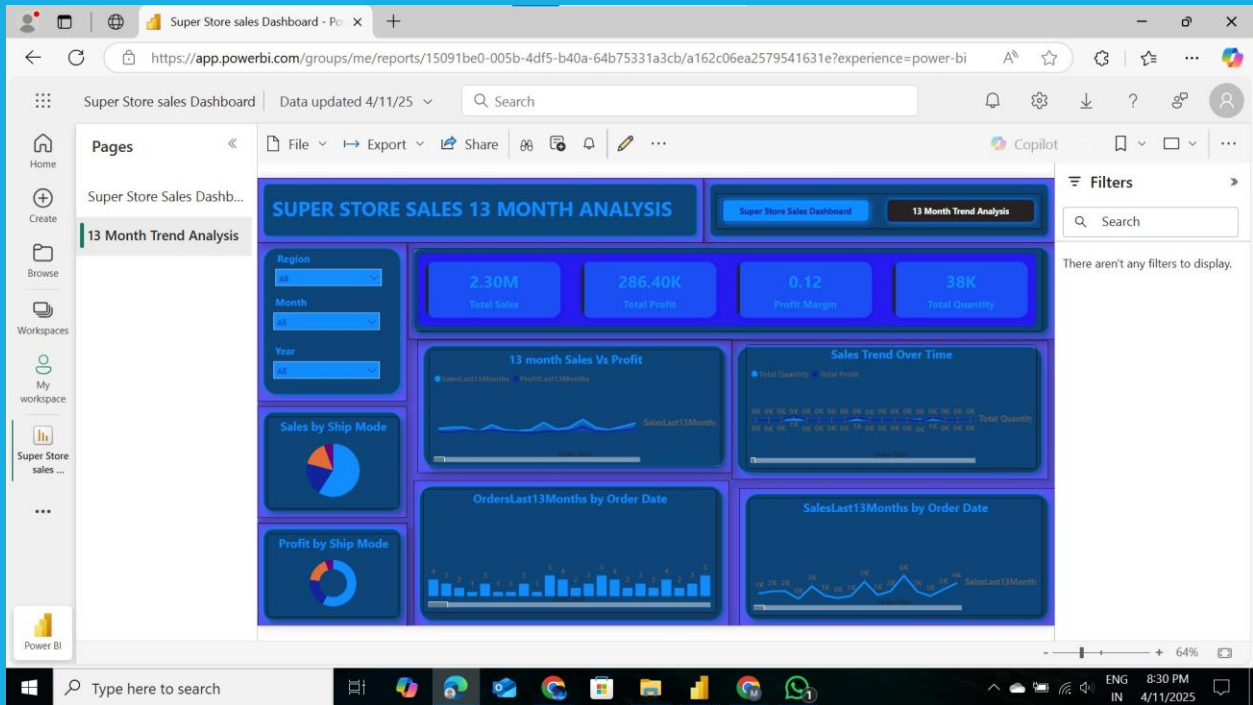 Super Store sales Dashboard - Po
https://app.powerbi.com/groups/me/reports/15091be0-005b-4df5-b40a-64b75331a3cb/a162c06ea2579541631e?experience=power-bi
Super Store sales Dashboard
Data updated 4/11/25
Search
Home
Create
Browse
Workspaces
My
workspace
Super Store
sales ...
Power BI
Pages
Super Store Sales Dashb...
13 Month Trend Analysis
File
Export
Share
Copilot
Filters
Search
There aren't any filters to display.
SUPER STORE SALES 13 MONTH ANALYSIS
Super Store Sales Dashboard
13 Month Trend Analysis
Region
All
Month
All
Year
All
2.30M
Total Sales
286.40K
Total Profit
0.12
Profit Margin
38K
Total Quantity
13 month Sales Vs Profit
SalesLast13Months ProfitLast13Months
SalesLast13Months
Order Date
Sales Trend Over Time
Total Quantity Total Profit
Total Quantity
Sales by Ship Mode
Profit by Ship Mode
OrdersLast13Months by Order Date
SalesLast13Months by Order Date
SalesLast13Month
64%
Type here to search
ENG
IN
8:30 PM
4/11/2025